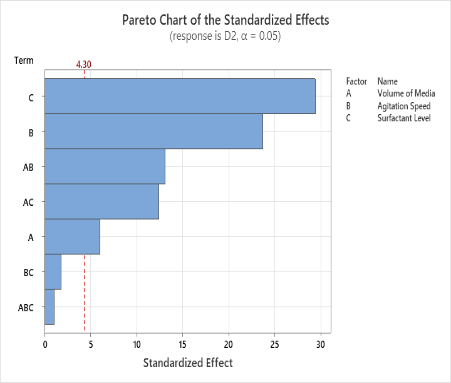 Pareto Chart of the Standardized Effects
(response is D2, α = 0.05)
Term
4.30
Factor Name
A Volume of Media
B Agitation Speed
C Surfactant Level
C
B
AB
AC
A
BC
ABC
0 5 10 15 20 25 30
Standardized Effect